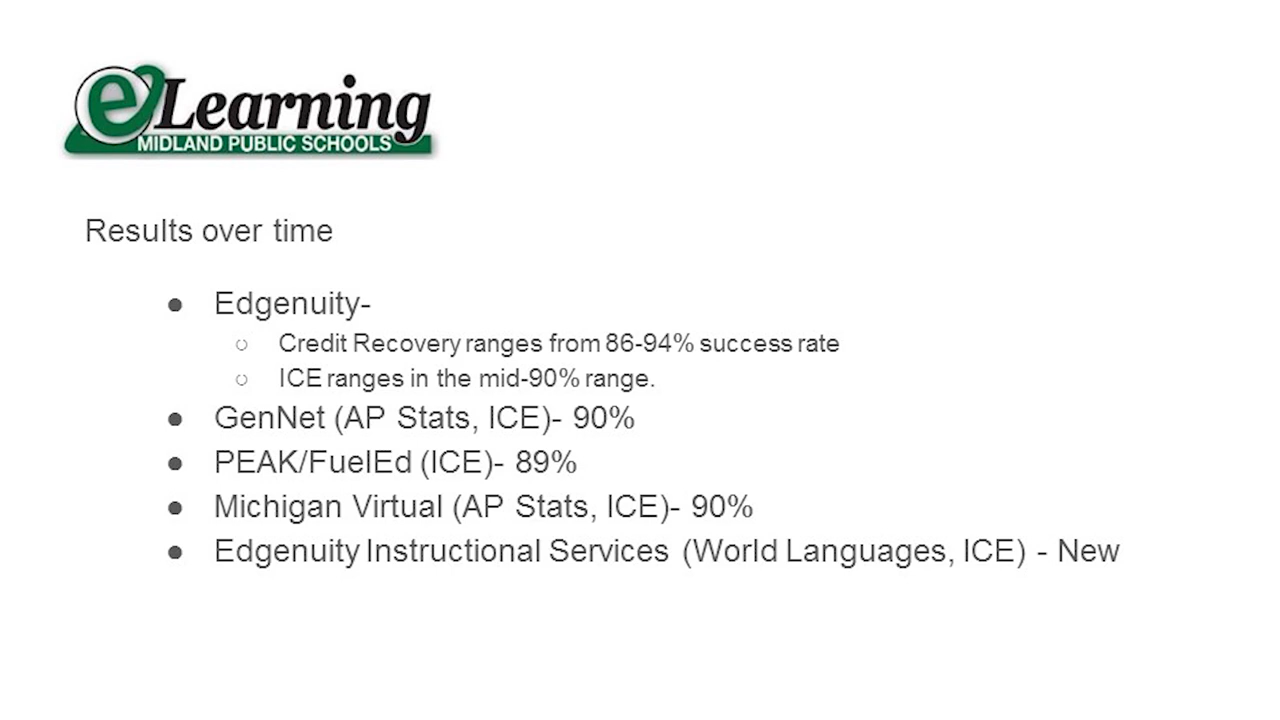 eLearning
MIDLAND PUBLIC SCHOOLS
Results over time
● Edgenuity-
○ Credit Recovery ranges from 86-94% success rate
○ ICE ranges in the mid-90% range.
● GenNet (AP Stats, ICE)- 90%
● PEAK/FuelEd (ICE)- 89%
● Michigan Virtual (AP Stats, ICE)- 90%
● Edgenuity Instructional Services (World Languages, ICE) - New